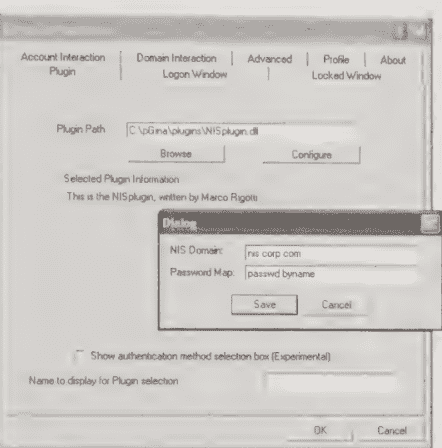 Account Interaction Domain Interaction Advanced Profile About
Plugin Logon Window Locked Window
Plugin Path C:\pGina\plugins\NISplugin.dll
Browse Configure
Selected Plugin Information
This is the NISplugin, written by Marco Rigotti
Dialog
NIS Domain: nis corp com
Password Map: passwd byname
Save Cancel
Show authentication method selection box (Experimental)
Name to display for Plugin selection
OK Cancel